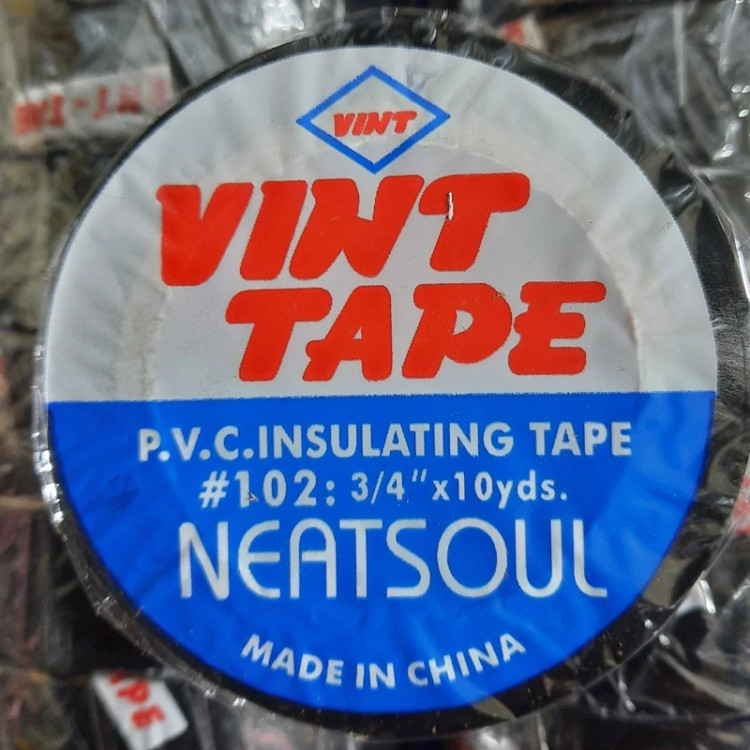 VINT
VINT
TAPE
P.V.C.INSULATING TAPE
#102: 3/4"x10yds.
NEATSOUL
MADE IN CHINA